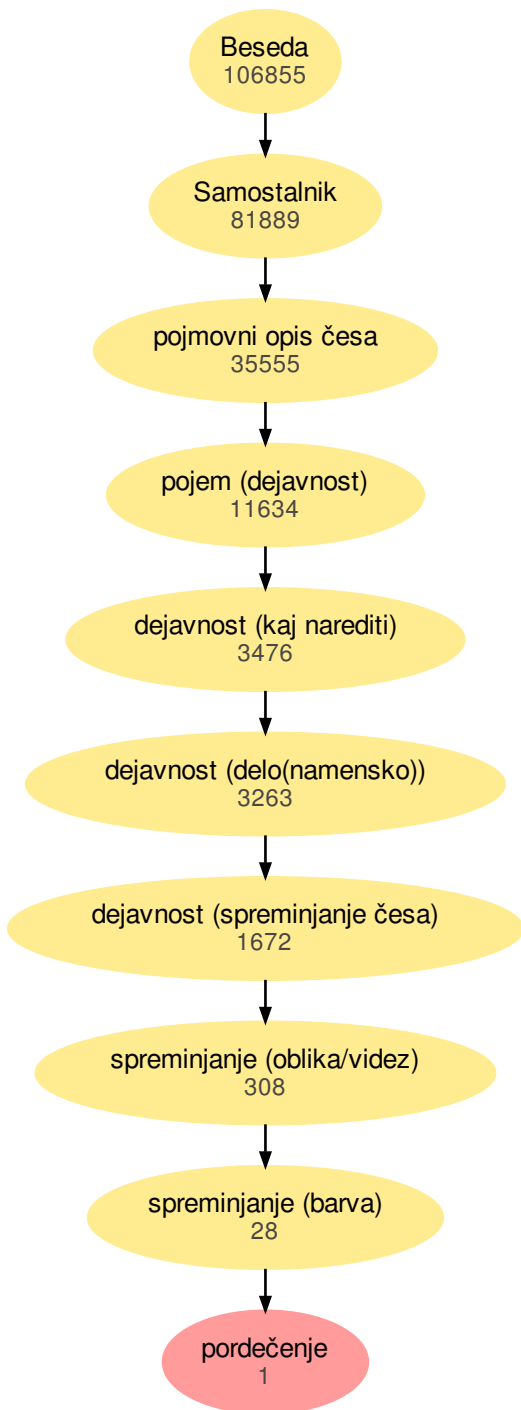 Beseda
106855
Samostalnik
81889
pojmovni opis česa
35555
pojem (dejavnost)
11634
dejavnost (kaj narediti)
3476
dejavnost (delo(namensko))
3263
dejavnost (spreminjanje česa)
1672
spreminjanje (oblika/videz)
308
spreminjanje (barva)
28
pordečenje
1